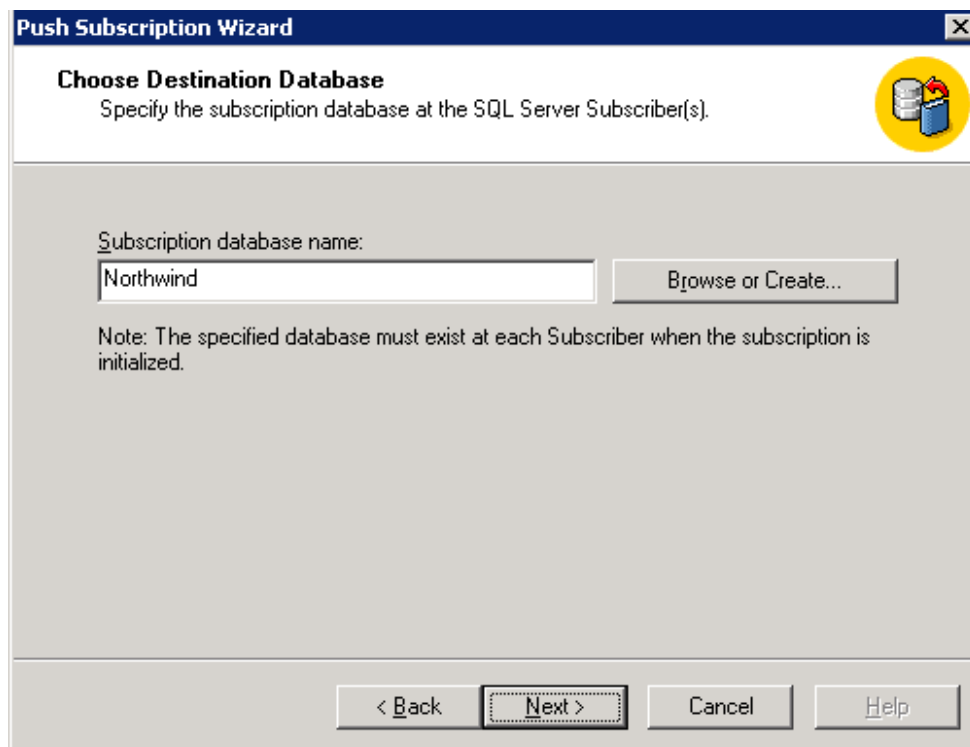 Push Subscription Wizard
Choose Destination Database
Specify the subscription database at the SQL Server Subscriber(s).
Subscription database name:
Northwind
Browse or Create...
Note: The specified database must exist at each Subscriber when the subscription is
initialized.
< Back
Next >
Cancel
Help